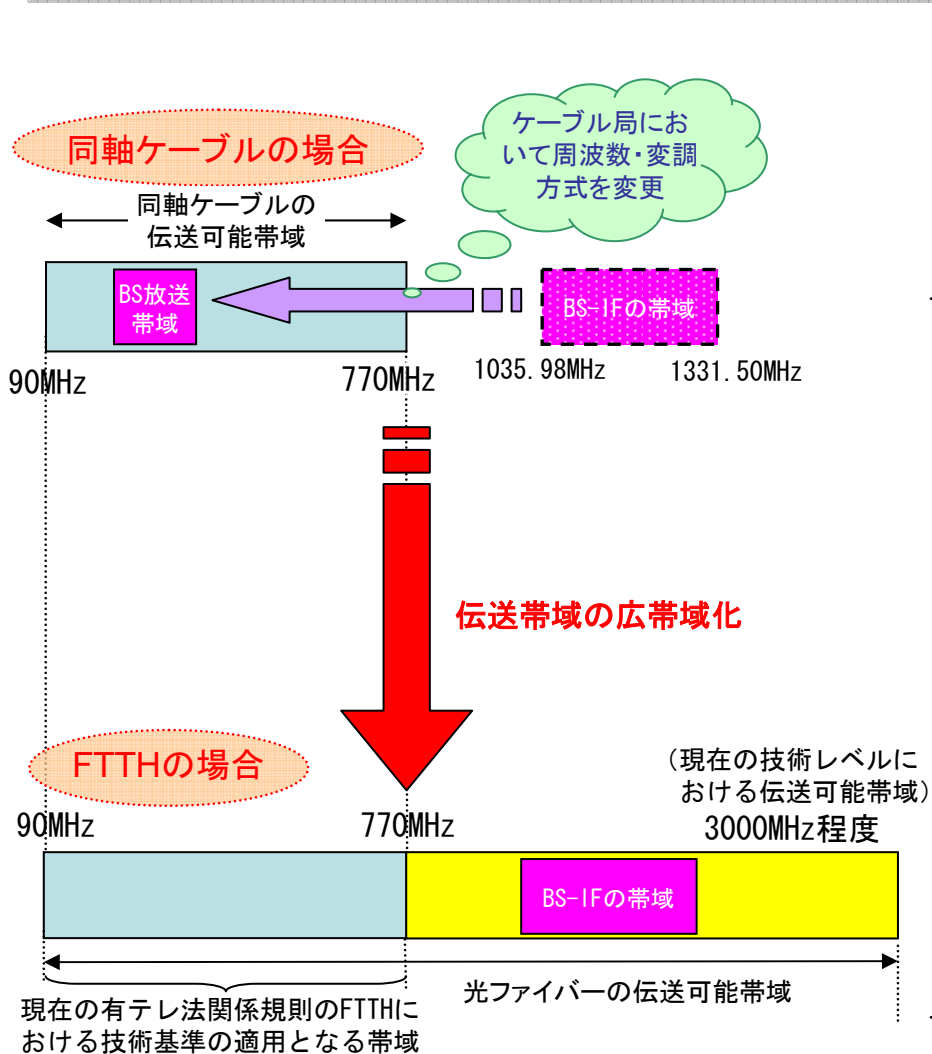 同軸ケーブルの場合
ケーブル局にお
いて周波数・変調
方式を変更
同軸ケーブルの
伝送可能帯域
BS放送
帯域
BS-IFの帯域
90MHz
770MHz
1035.98MHz
1331.50MHz
伝送帯域の広帯域化
FTTHの場合
(現在の技術レベルに
おける伝送可能帯域)
90MHz
770MHz
3000MHz程度
BS-IFの帯域
光ファイバーの伝送可能帯域
現在の有テレ法関係規則のFTTHに
おける技術基準の適用となる帯域